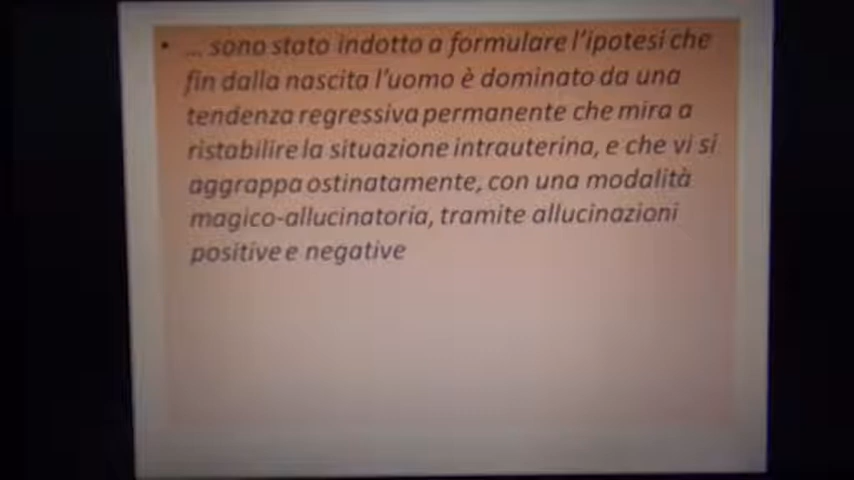 • ... sono stato indotto a formulare l'ipotesi che
fin dalla nascita l'uomo è dominato da una
tendenza regressiva permanente che mira a
ristabilire la situazione intrauterina, e che vi si
aggrappa ostinatamente, con una modalità
magico-allucinatoria, tramite allucinazioni
positive e negative